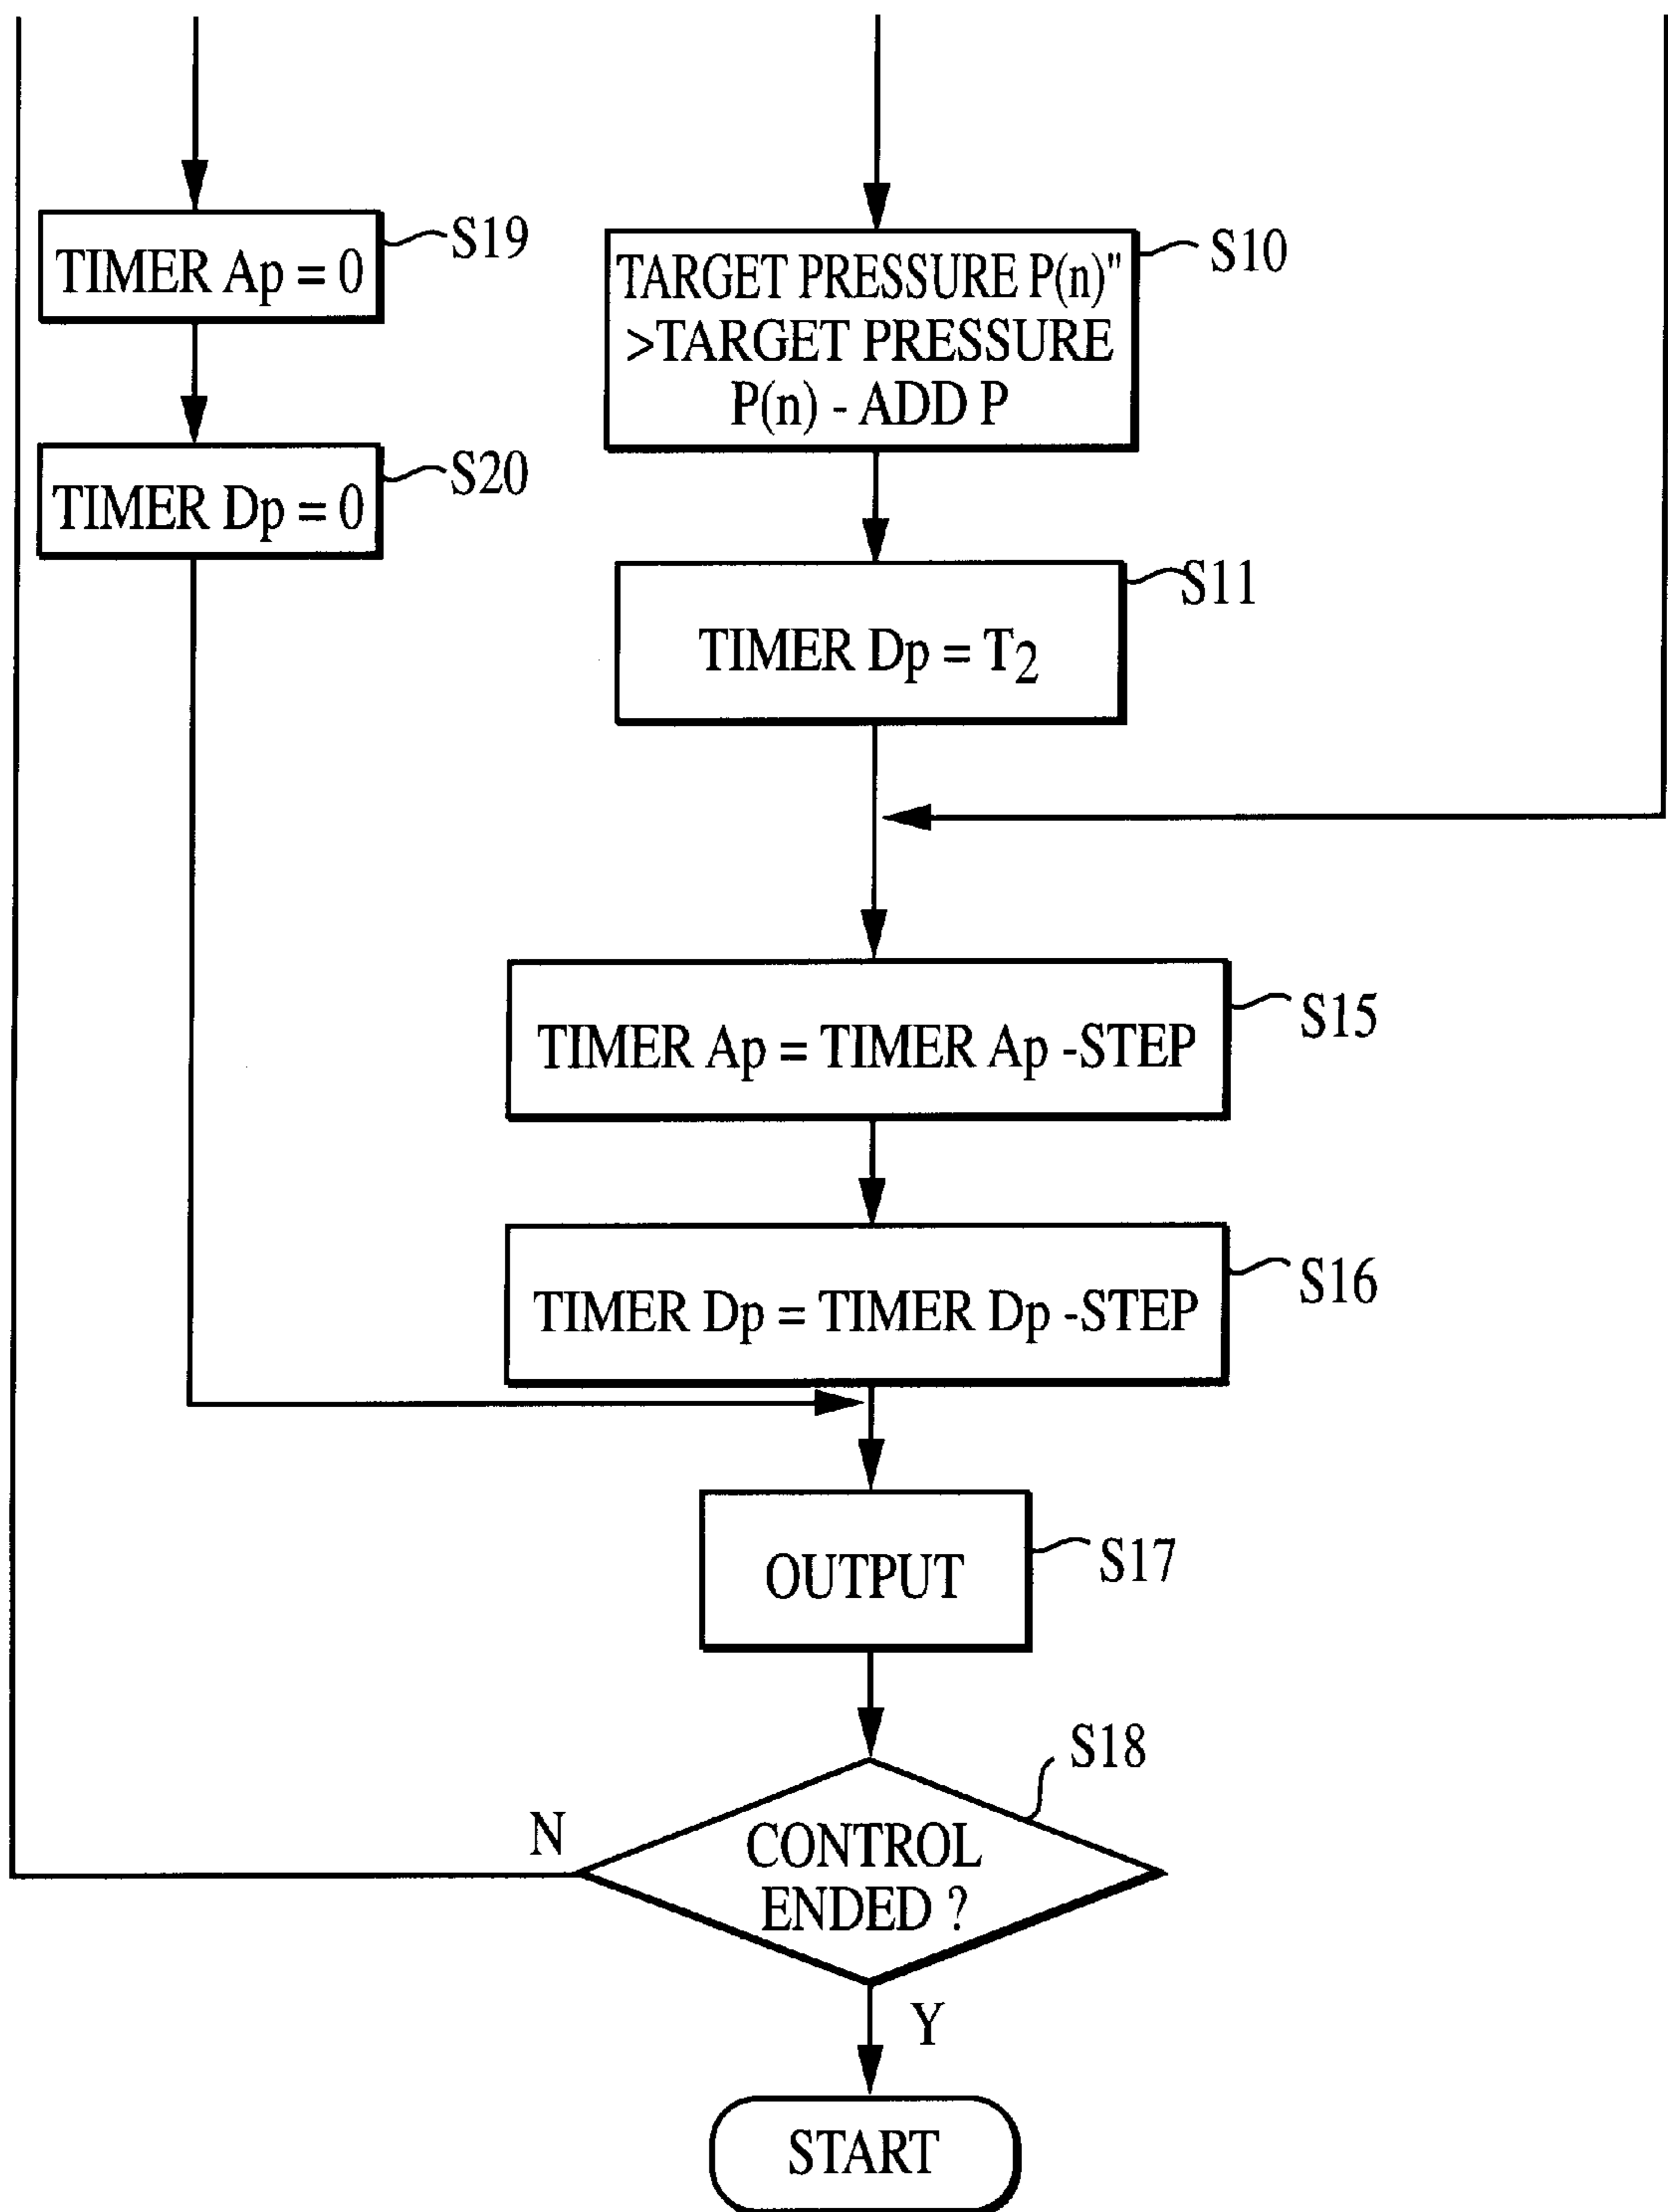 TIMER Ap = 0
S19
TIMER Dp = 0
S20
TARGET PRESSURE P(n)"
>TARGET PRESSURE
P(n) - ADD P
S10
TIMER Dp = T2
S11
TIMER Ap = TIMER Ap -STEP
S15
TIMER Dp = TIMER Dp -STEP
S16
OUTPUT
S17
CONTROL
ENDED ?
S18
N
Y
START